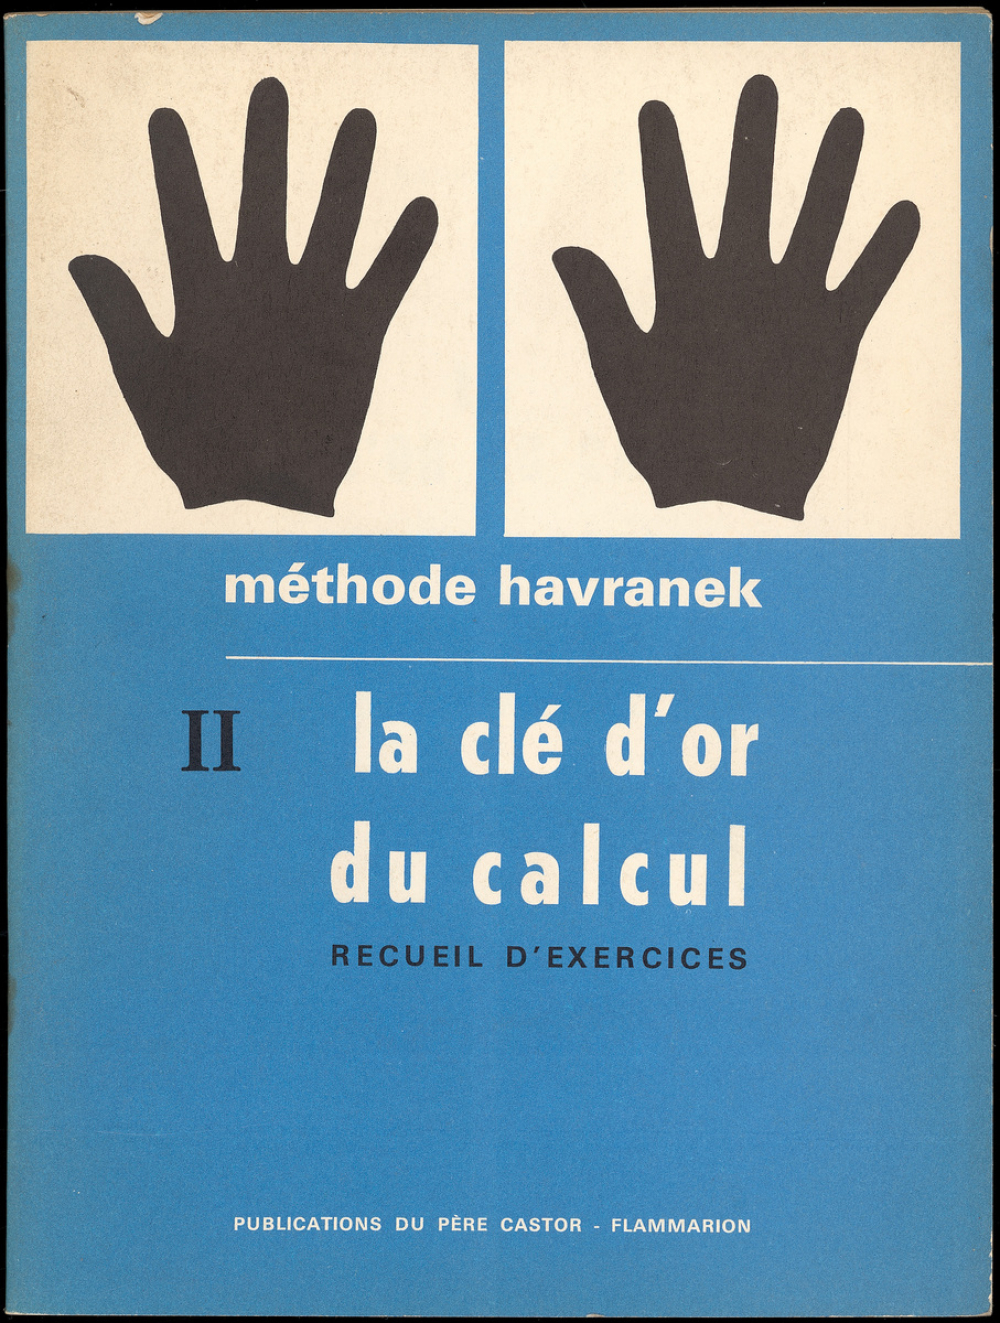 méthode havranek
II la clé d'or
du calcul
RECUEIL D'EXERCICES
PUBLICATIONS DU PÈRE CASTOR - FLAMMARION